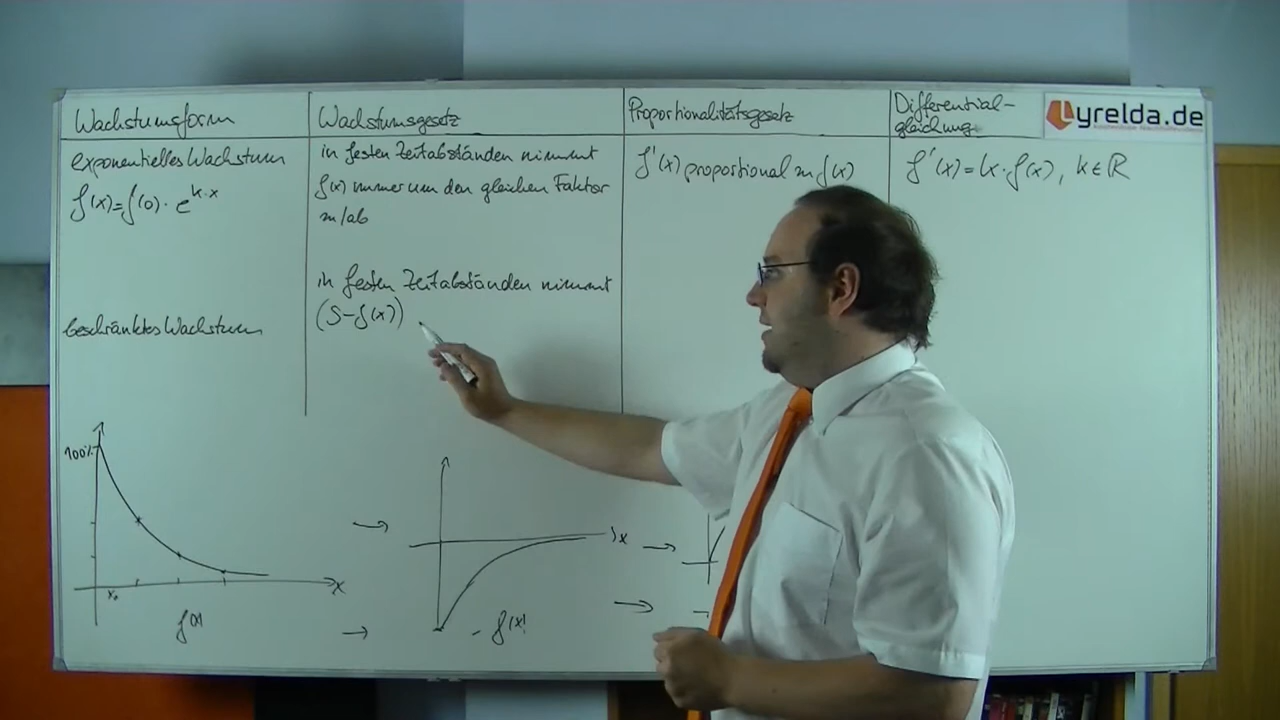 Wachstumsform
Wachstumsgesetz
Proportionalitätsgesetz
Differential-
gleichung
Lyrelda.de
exponentielles Wachstum
f(x)=f(0)·e^{k·x}
in festen Zeitabständen nimmt
f(x) immer um den gleichen Faktor
zu/ab
f'(x) proportional zu f(x)
f'(x)=k·f(x), k∈ℝ
beschränktes Wachstum
in festen Zeitabständen nimmt
(S-f(x))
100%
x₀
x
f(x)
→
→
x
-f(x)
→
→